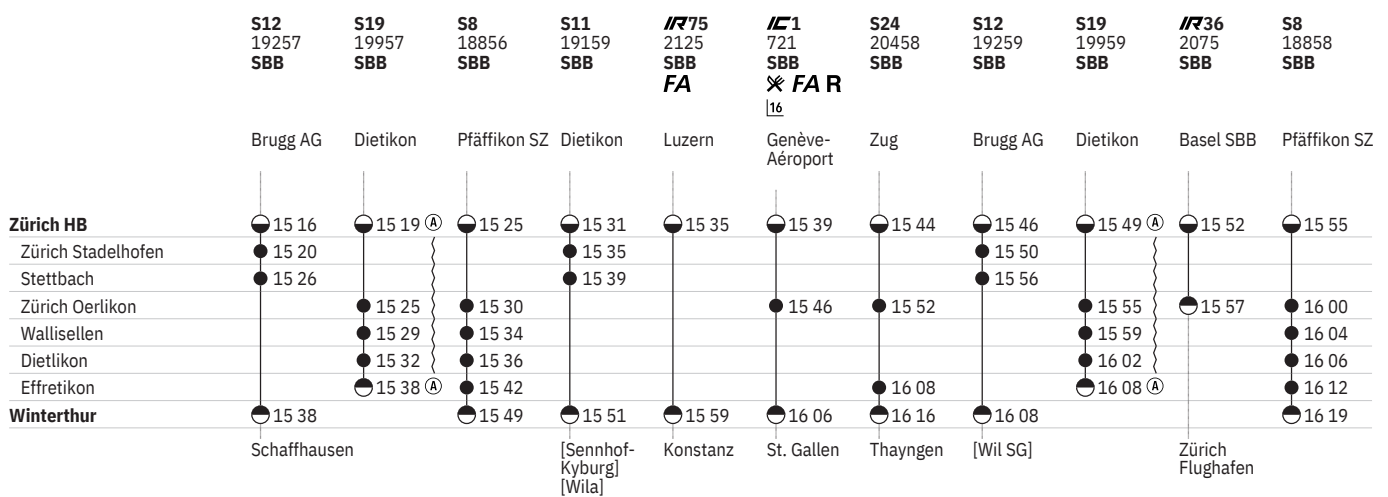 S12 S19 S8 S11 IR75 IC1 S24 S12 S19 IR36 S8
19257 19957 18856 19159 2125 721 20458 19259 19959 2075 18858
SBB SBB SBB SBB SBB SBB SBB SBB SBB SBB SBB
FA FA R
16
Brugg AG Dietikon Pfäffikon SZ Dietikon Luzern Genève- Zug Brugg AG Dietikon Basel SBB Pfäffikon SZ
Aéroport
Zürich HB 15 16 15 19 A 15 25 15 31 15 35 15 39 15 44 15 46 15 49 A 15 52 15 55
Zürich Stadelhofen 15 20 15 35 15 50
Stettbach 15 26 15 39 15 56
Zürich Oerlikon 15 25 15 30 15 46 15 52 15 55 15 57 16 00
Wallisellen 15 29 15 34 15 59 16 04
Dietlikon 15 32 15 36 16 02 16 06
Effretikon 15 38 A 15 42 16 08 16 08 A 16 12
Winterthur 15 38 15 49 15 51 15 59 16 06 16 16 16 08 16 19
Schaffhausen [Sennhof- Konstanz St. Gallen Thayngen [Wil SG] Zürich
Kyburg] Flughafen
[Wila]